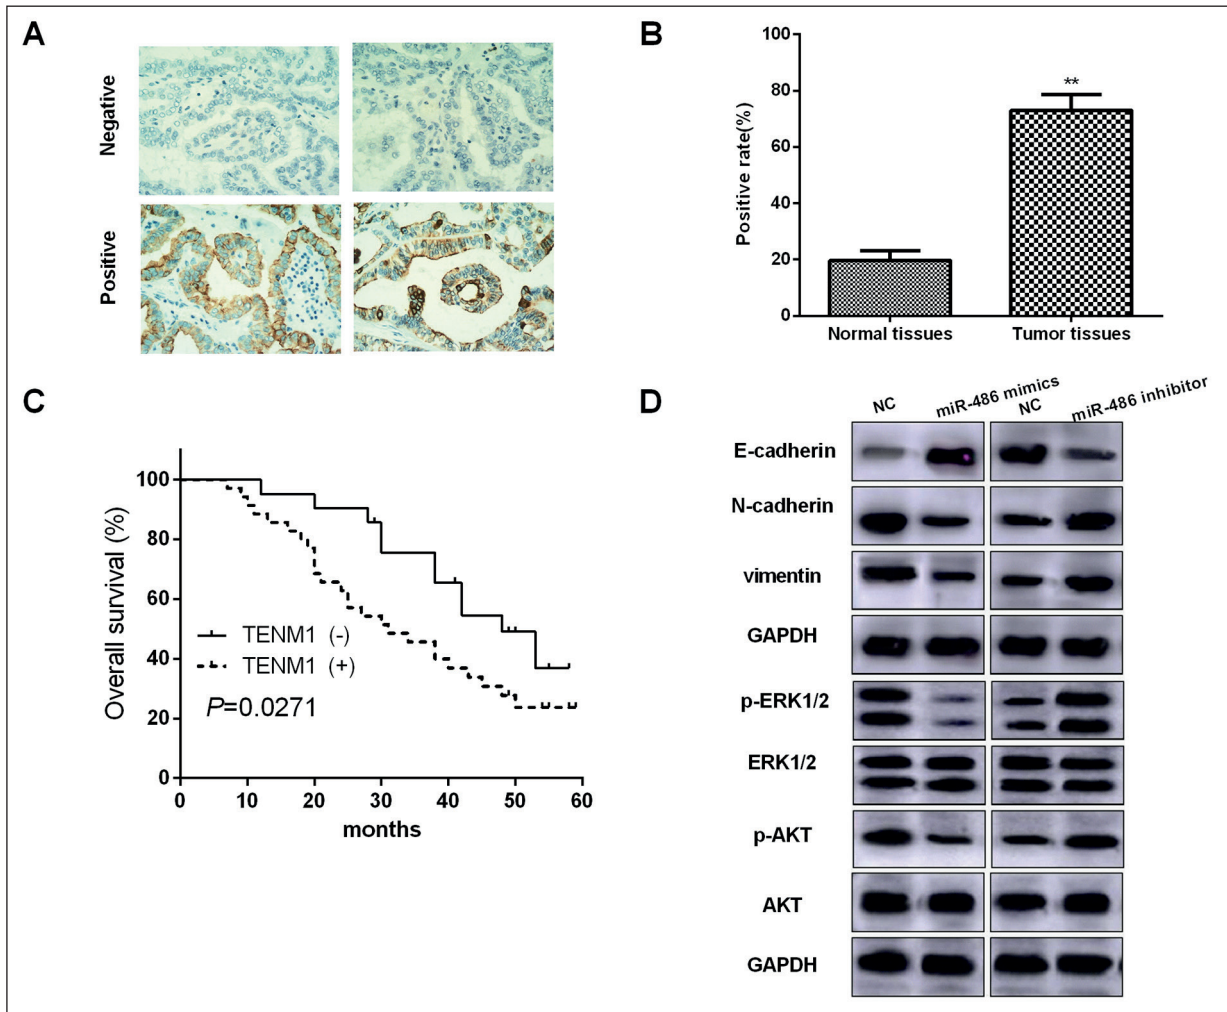 A
Negative
Positive
B
Positive rate(%)
100
80
60
40
20
0
**
Normal tissues
Tumor tissues
C
Overall survival (%)
100
80
60
40
20
0
TENM1 (-)
TENM1 (+)
P=0.0271
0 10 20 30 40 50 60
months
D
NC miR-486 mimics NC miR-486 inhibitor
E-cadherin
N-cadherin
vimentin
GAPDH
p-ERK1/2
ERK1/2
p-AKT
AKT
GAPDH